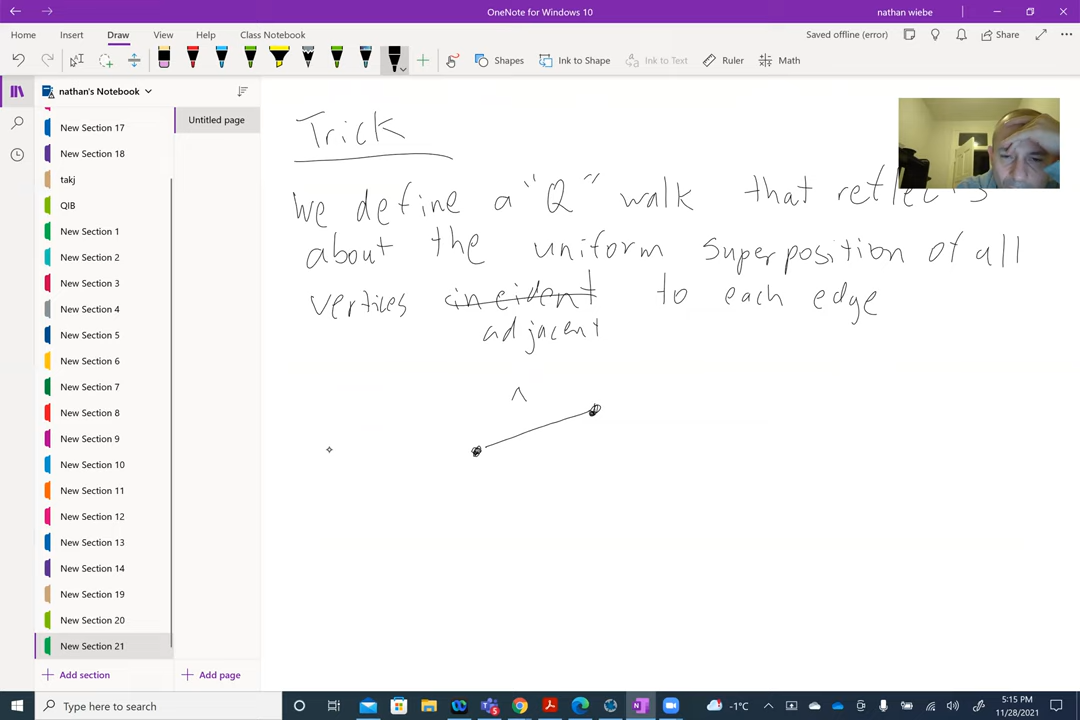 OneNote for Windows 10
nathan wiebe
Home Insert Draw View Help Class Notebook
Saved offline (error)
Share
Shapes
Ink to Shape
Ink to Text
Ruler
Math
nathan's Notebook
New Section 17
New Section 18
takj
QIB
New Section 1
New Section 2
New Section 3
New Section 4
New Section 5
New Section 6
New Section 7
New Section 8
New Section 9
New Section 10
New Section 11
New Section 12
New Section 13
New Section 14
New Section 19
New Section 20
New Section 21
Add section
Untitled page
Add page
Trick
We define a "Q" walk that reflects
about the uniform superposition of all
vertices incident to each edge
adjacent
Type here to search
-1°C
5:15 PM
11/28/2021